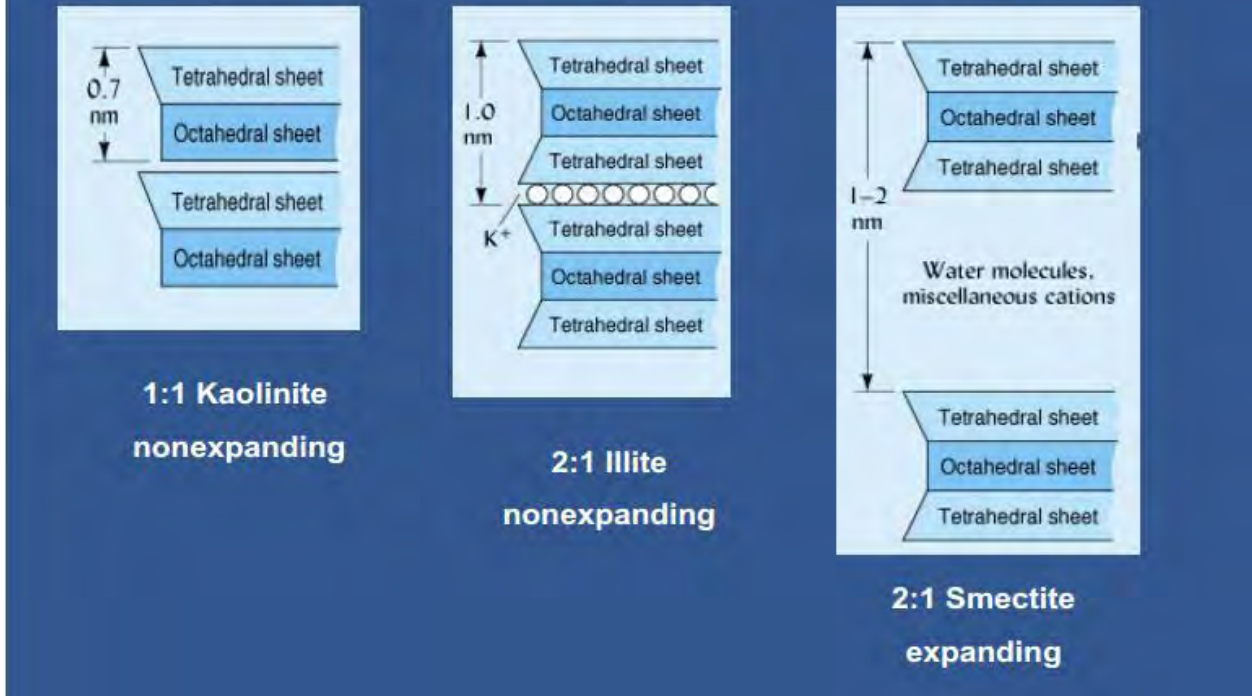 0.7
nm
Tetrahedral sheet
Octahedral sheet
Tetrahedral sheet
Octahedral sheet
1:1 Kaolinite
nonexpanding
1.0
nm
Tetrahedral sheet
Octahedral sheet
Tetrahedral sheet
K+
Tetrahedral sheet
Octahedral sheet
Tetrahedral sheet
2:1 Illite
nonexpanding
1–2
nm
Tetrahedral sheet
Octahedral sheet
Tetrahedral sheet
Water molecules,
miscellaneous cations
Tetrahedral sheet
Octahedral sheet
Tetrahedral sheet
2:1 Smectite
expanding